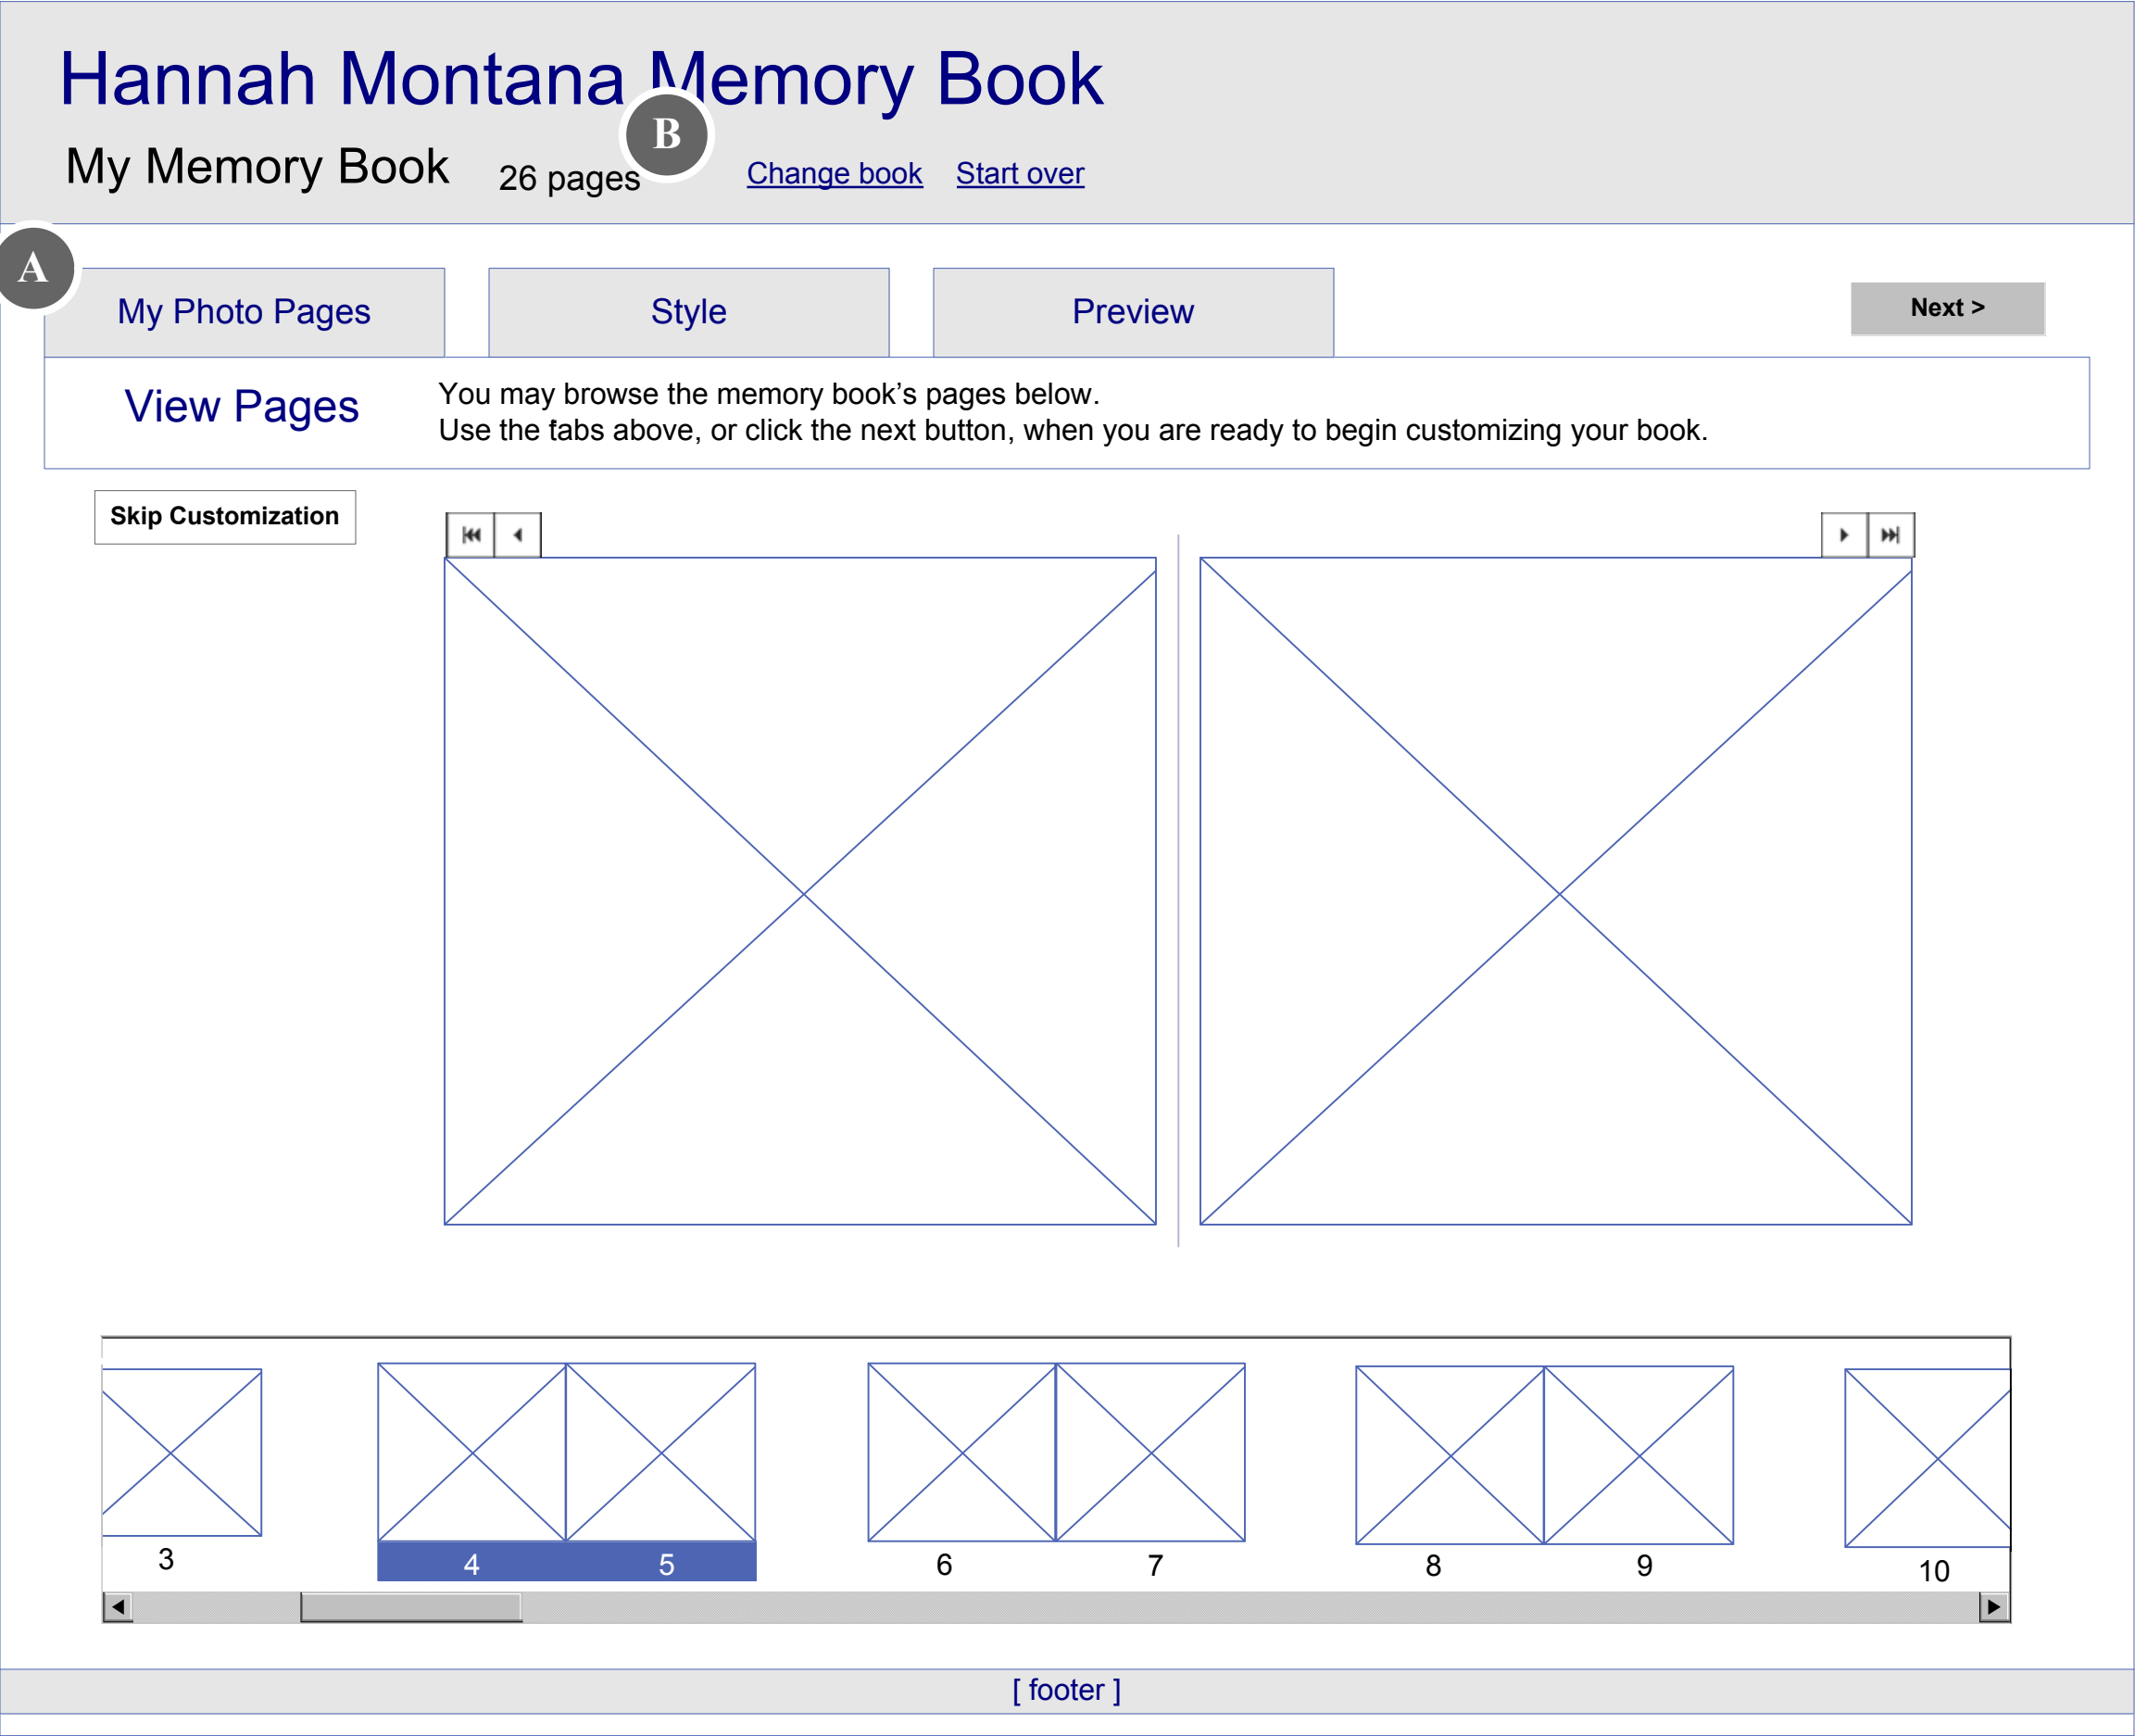 Hannah Montana Memory Book
B
My Memory Book 26 pages Change book Start over
A
My Photo Pages Style Preview Next >
View Pages
You may browse the memory book’s pages below.
Use the tabs above, or click the next button, when you are ready to begin customizing your book.
Skip Customization
3 4 5 6 7 8 9 10
[ footer ]